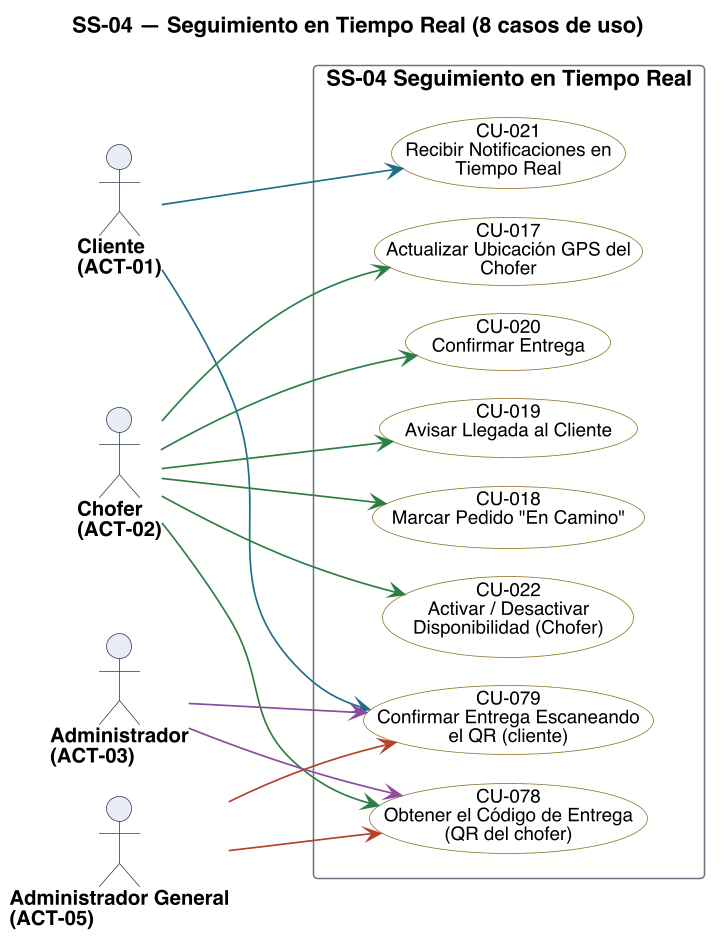 SS-04 — Seguimiento en Tiempo Real (8 casos de uso)
SS-04 Seguimiento en Tiempo Real
CU-021
Recibir Notificaciones en
Tiempo Real
Cliente
(ACT-01)
CU-017
Actualizar Ubicación GPS del
Chofer
CU-020
Confirmar Entrega
CU-019
Avisar Llegada al Cliente
Chofer
(ACT-02)
CU-018
Marcar Pedido "En Camino"
CU-022
Activar / Desactivar
Disponibilidad (Chofer)
Administrador
(ACT-03)
CU-079
Confirmar Entrega Escaneando
el QR (cliente)
CU-078
Obtener el Código de Entrega
(QR del chofer)
Administrador General
(ACT-05)